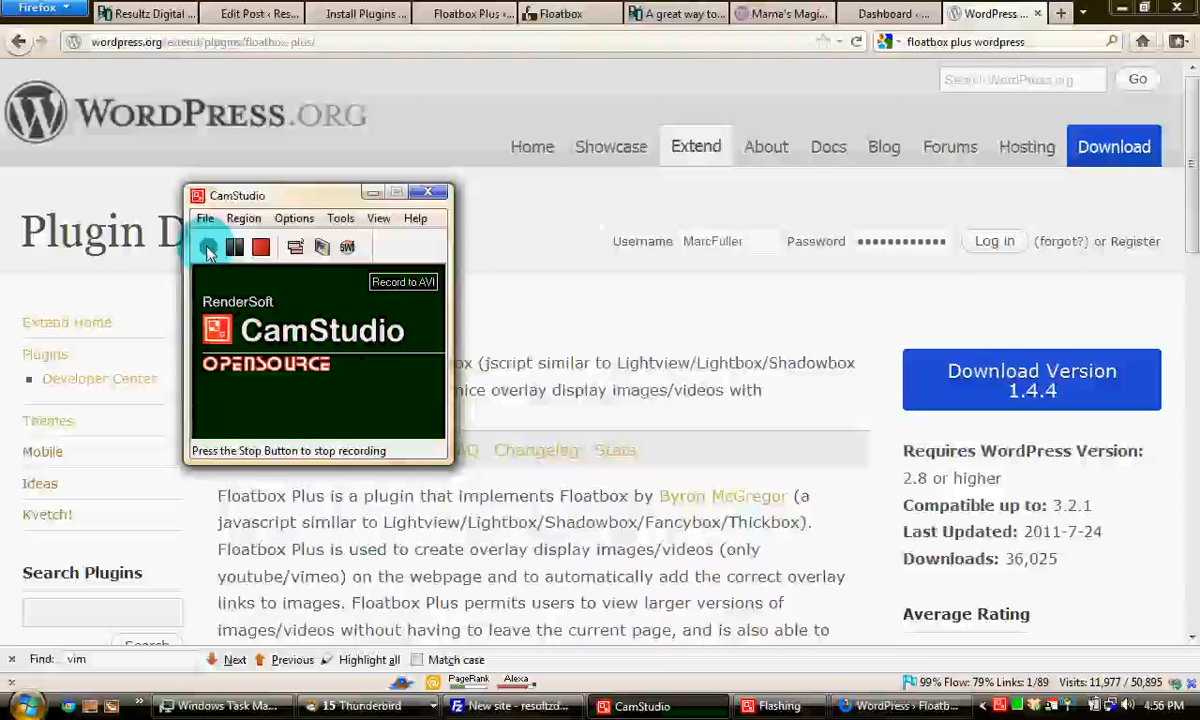 Firefox
Resultz Digital ...
Edit Post ‹ Res...
Install Plugins ...
Floatbox Plus «...
Floatbox
A great way to...
Mama's Magi...
Dashboard ‹ ...
WordPress ...
wordpress.org/extend/plugins/floatbox-plus/
floatbox plus wordpress
WORDPRESS.ORG
Search WordPress.org
Go
Home
Showcase
Extend
About
Docs
Blog
Forums
Hosting
Download
Plugin D
Username
MarcFuller
Password
Log in
(forgot?) or Register
CamStudio
File
Region
Options
Tools
View
Help
Record to AVI
RenderSoft
CamStudio
OPENSOURCE
Press the Stop Button to stop recording
Extend Home
Plugins
Developer Center
Themes
Mobile
Ideas
Kvetch!
Search Plugins
Search
ox (jscript similar to Lightview/Lightbox/Shadowbox
nice overlay display images/videos with
AQ
Changelog
Stats
Floatbox Plus is a plugin that implements Floatbox by Byron McGregor (a
javascript similar to Lightview/Lightbox/Shadowbox/Fancybox/Thickbox).
Floatbox Plus is used to create overlay display images/videos (only
youtube/vimeo) on the webpage and to automatically add the correct overlay
links to images. Floatbox Plus permits users to view larger versions of
images/videos without having to leave the current page, and is also able to
Download Version
1.4.4
Requires WordPress Version:
2.8 or higher
Compatible up to: 3.2.1
Last Updated: 2011-7-24
Downloads: 36,025
Average Rating
Find:
vim
Next
Previous
Highlight all
Match case
PageRank
Alexa
99% Flow: 79% Links: 1/89
Visits: 11,977 / 50,895
Windows Task Ma...
15 Thunderbird
New site - resultzd...
CamStudio
Flashing
WordPress › Floatb...
4:56 PM